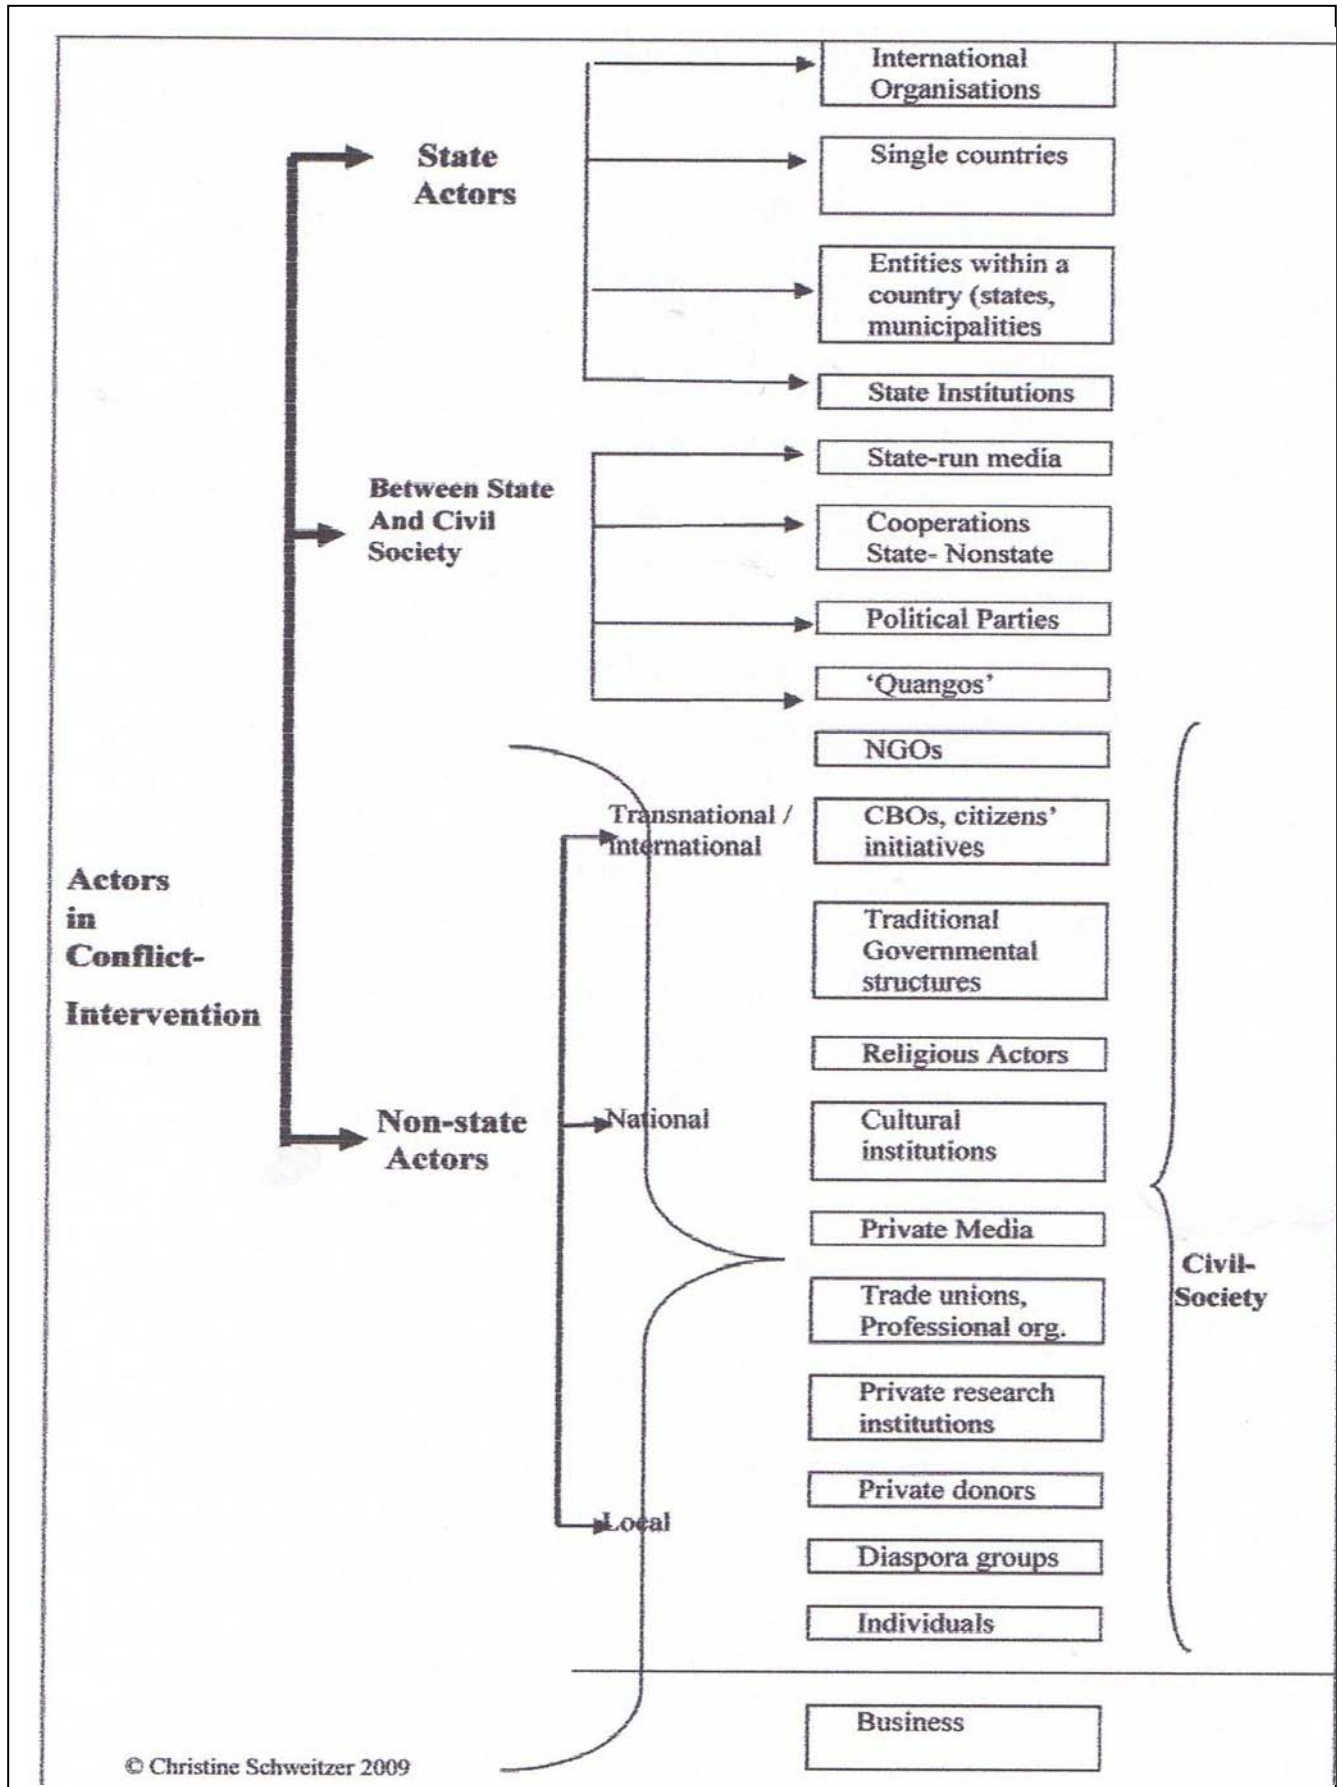 International
Organisations
State
Actors
Single countries
Entities within a
country (states,
municipalities
State Institutions
Between State
And Civil
Society
State-run media
Cooperations
State- Nonstate
Political Parties
‘Quangos’
Actors
in
Conflict-
Intervention
Non-state
Actors
Transnational /
international
National
Local
NGOs
CBOs, citizens’
initiatives
Traditional
Governmental
structures
Religious Actors
Cultural
institutions
Private Media
Trade unions,
Professional org.
Private research
institutions
Private donors
Diaspora groups
Individuals
Civil-
Society
Business
© Christine Schweitzer 2009